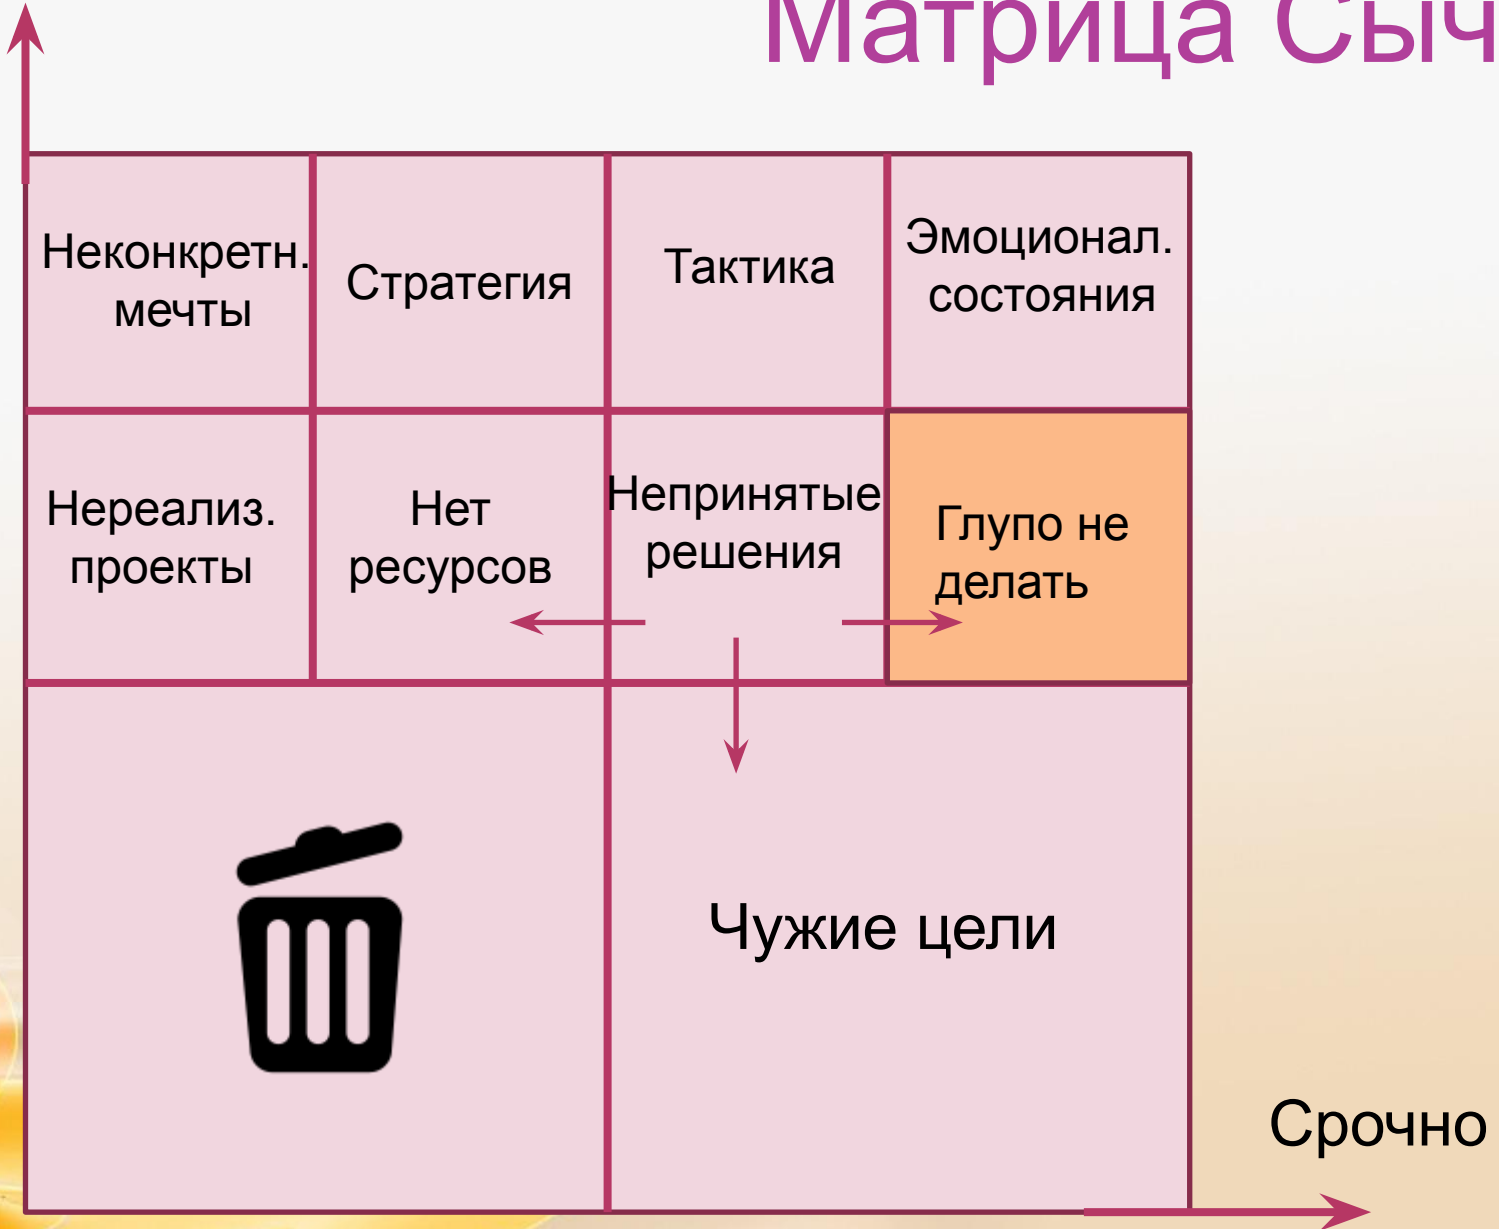 Матрица Сыч
Неконкретн.
мечты
Стратегия
Тактика
Эмоционал.
состояния
Нереализ.
проекты
Нет
ресурсов
Непринятые
решения
Глупо не
делать
Чужие цели
Срочно